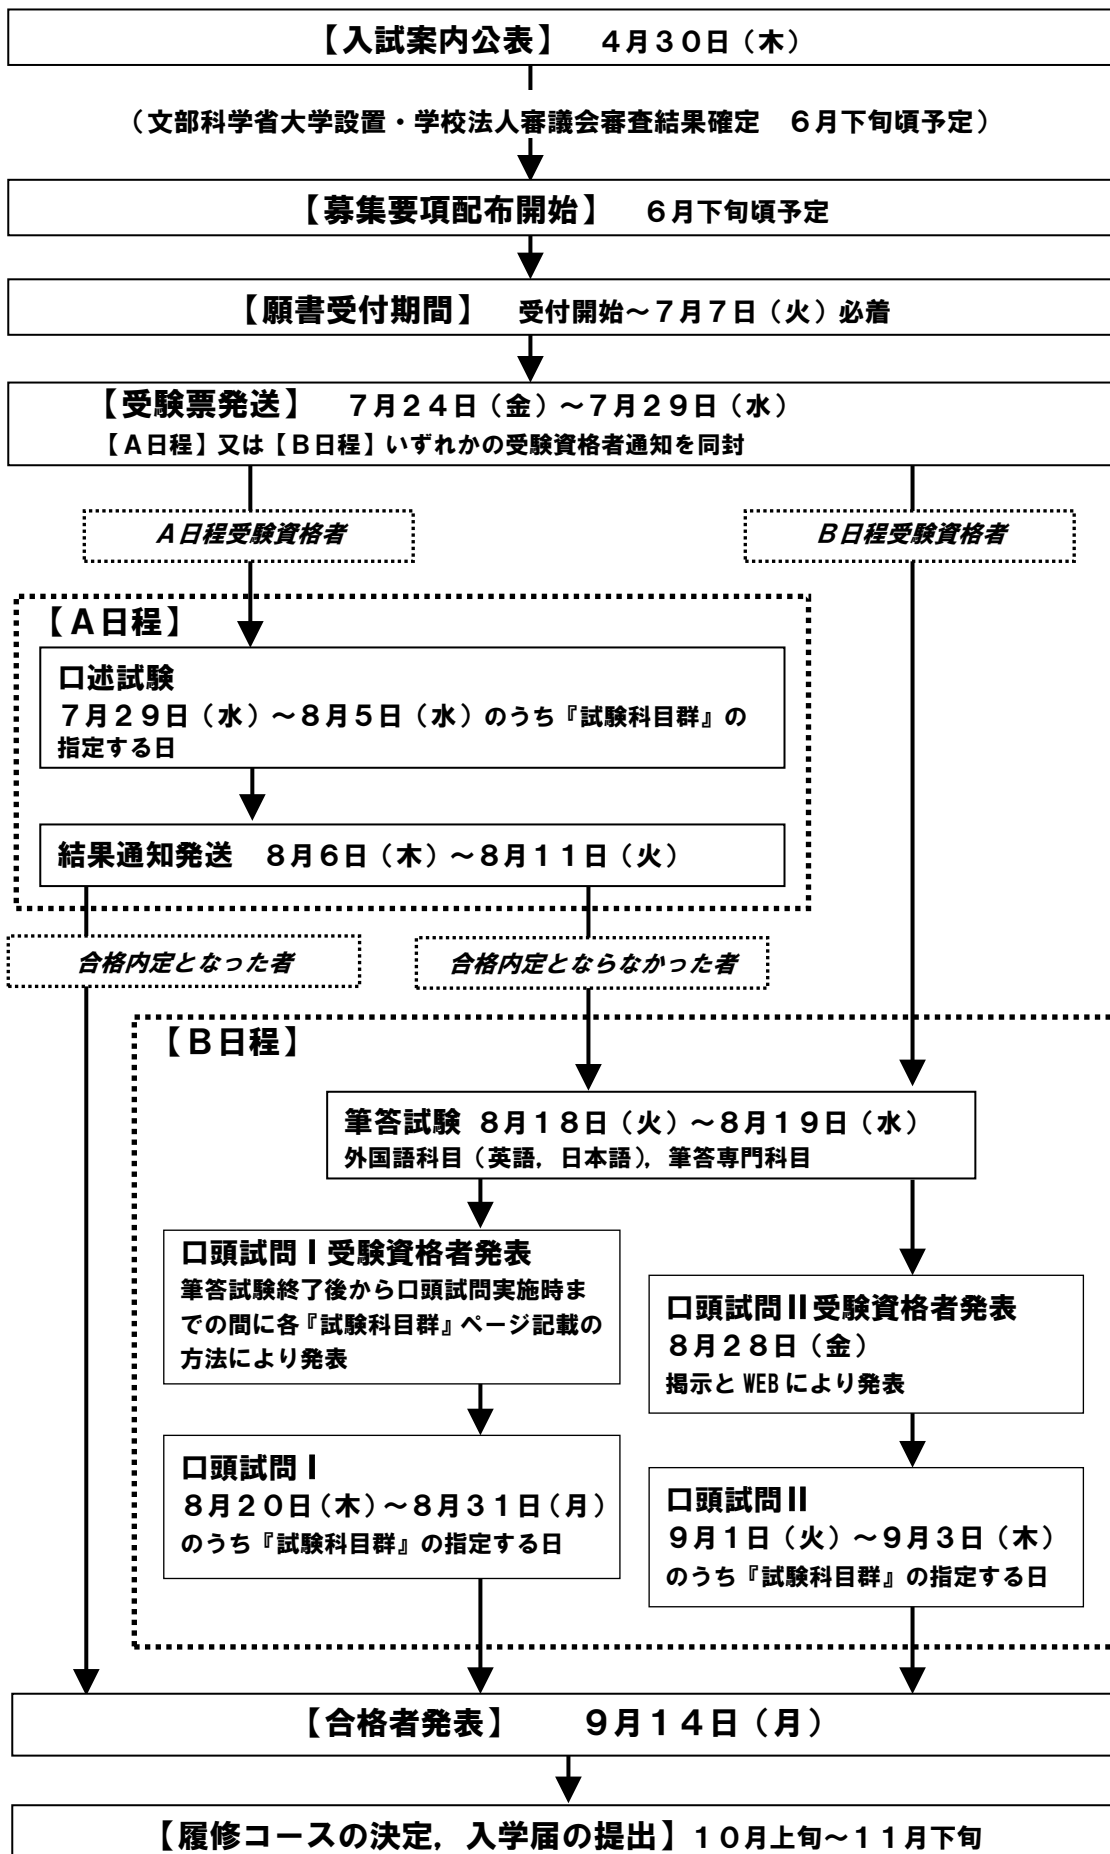 【入試案内公表】　４月３０日（木）
（文部科学省大学設置・学校法人審議会審査結果確定　６月下旬頃予定）
【募集要項配布開始】　６月下旬頃予定
【願書受付期間】　受付開始～７月７日（火）必着
【受験票発送】　７月２４日（金）～７月２９日（水）
【Ａ日程】又は【Ｂ日程】いずれかの受験資格者通知を同封
Ａ日程受験資格者
Ｂ日程受験資格者
【Ａ日程】
口述試験
７月２９日（水）～８月５日（水）のうち『試験科目群』の
指定する日
結果通知発送　８月６日（木）～８月１１日（火）
合格内定となった者
合格内定とならなかった者
【Ｂ日程】
筆答試験 ８月１８日（火）～８月１９日（水）
外国語科目（英語，日本語），筆答専門科目
口頭試問Ⅰ受験資格者発表
筆答試験終了後から口頭試問実施時ま
での間に各『試験科目群』ページ記載の
方法により発表
口頭試問Ⅱ受験資格者発表
８月２８日（金）
掲示と WEB により発表
口頭試問Ⅰ
８月２０日（木）～８月３１日（月）
のうち『試験科目群』の指定する日
口頭試問Ⅱ
９月１日（火）～９月３日（木）
のうち『試験科目群』の指定する日
【合格者発表】　９月１４日（月）
【履修コースの決定，入学届の提出】１０月上旬～１１月下旬